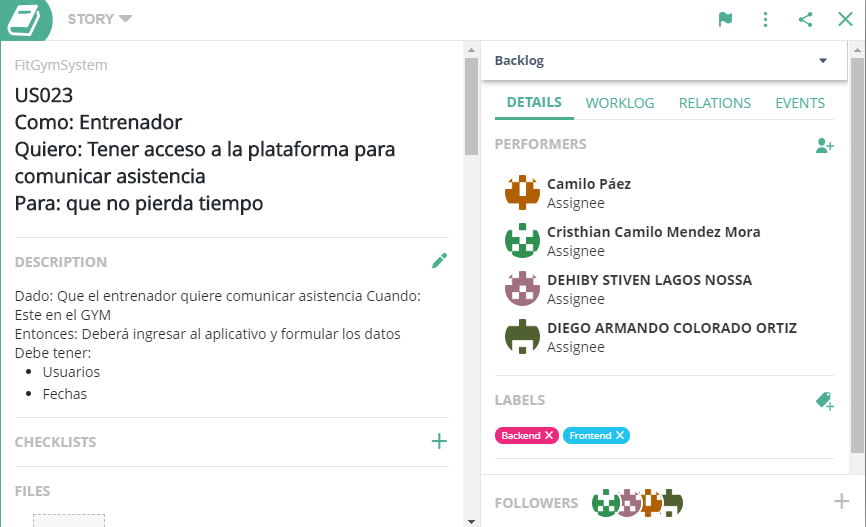 STORY
FitGymSystem
US023
Como: Entrenador
Quiero: Tener acceso a la plataforma para
comunicar asistencia
Para: que no pierda tiempo
DESCRIPTION
Dado: Que el entrenador quiere comunicar asistencia Cuando:
Este en el GYM
Entonces: Deberá ingresar al aplicativo y formular los datos
Debe tener:
Usuarios
Fechas
CHECKLISTS
FILES
Backlog
DETAILS WORKLOG RELATIONS EVENTS
PERFORMERS
Camilo Páez
Assignee
Cristhian Camilo Mendez Mora
Assignee
DEHIBY STIVEN LAGOS NOSSA
Assignee
DIEGO ARMANDO COLORADO ORTIZ
Assignee
LABELS
Backend Frontend
FOLLOWERS